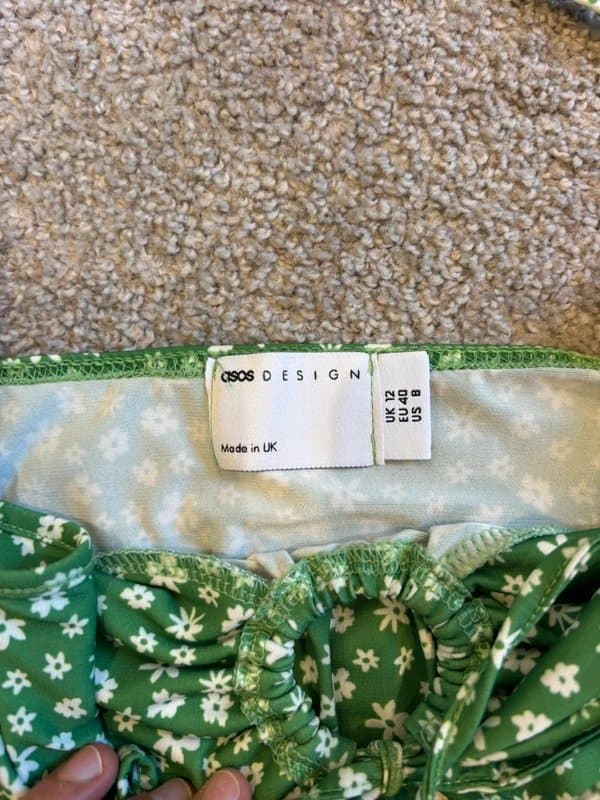 asos DESIGN
Made in UK
UK 12
EU 40
US 8